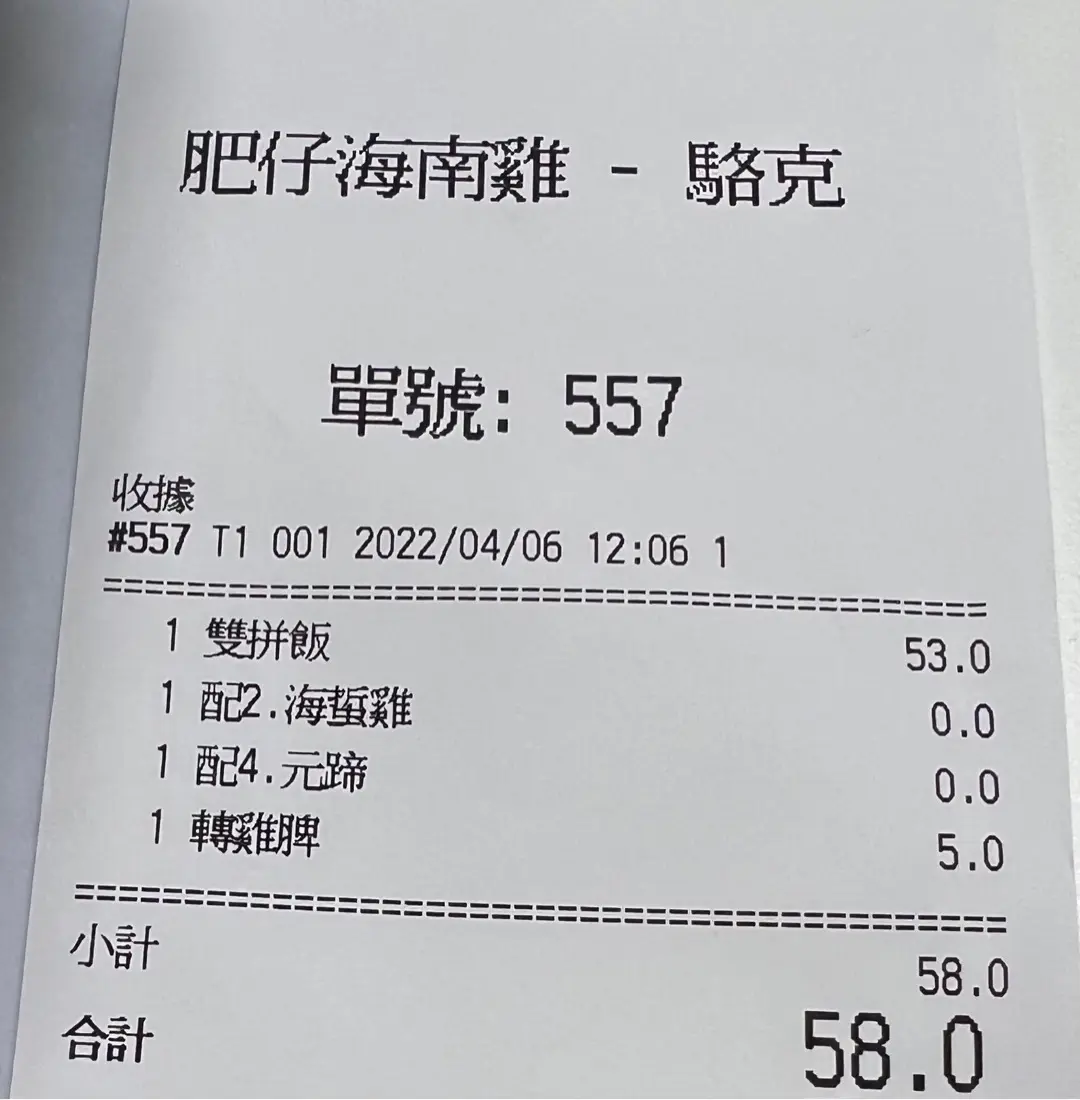 肥仔海南雞 - 駱克
單號: 557
收據
#557 T1 001 2022/04/06 12:06 1
==========================================
1 雙拼飯 53.0
1 配2.海蜇雞 0.0
1 配4.元蹄 0.0
1 轉雞脾 5.0
==========================================
小計 58.0
合計 58.0